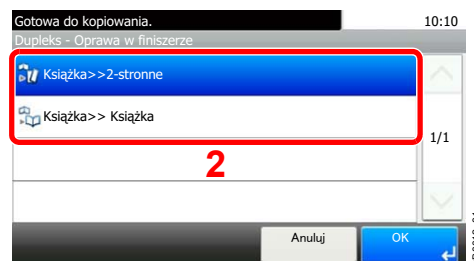 Gotowa do kopiowania. 10:10
Dupleks - Oprawa w finiszerze
Książka>>2-stronne
Książka>> Książka
1/1
2
Anuluj OK